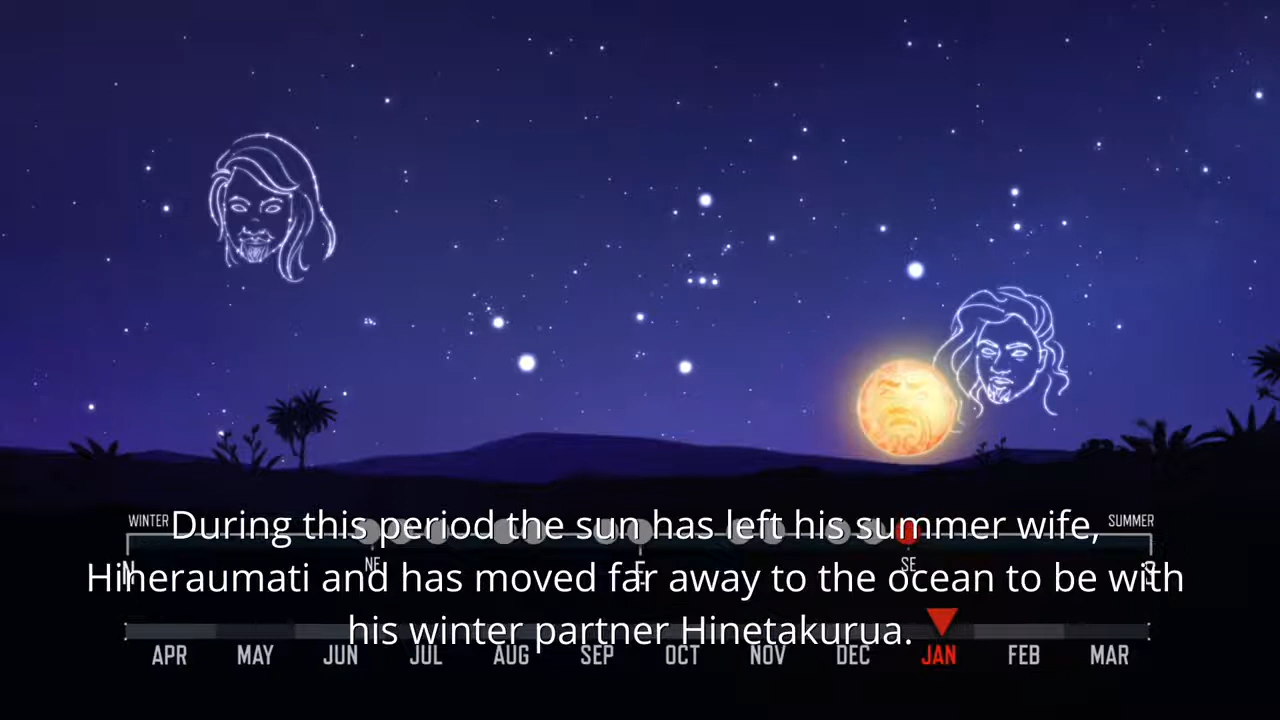 During this period the sun has left his summer wife,
Hineraumati and has moved far away to the ocean to be with
his winter partner Hinetakurua.
WINTER
SUMMER
N
NE
E
SE
S
APR MAY JUN JUL AUG SEP OCT NOV DEC JAN FEB MAR